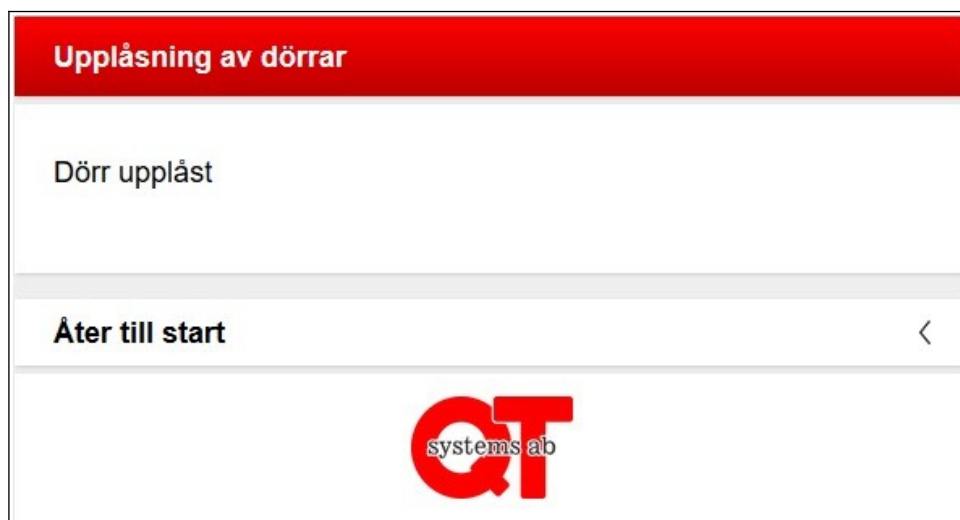 Upplåsning av dörrar
Dörr upplåst
Åter till start
QT
systems ab